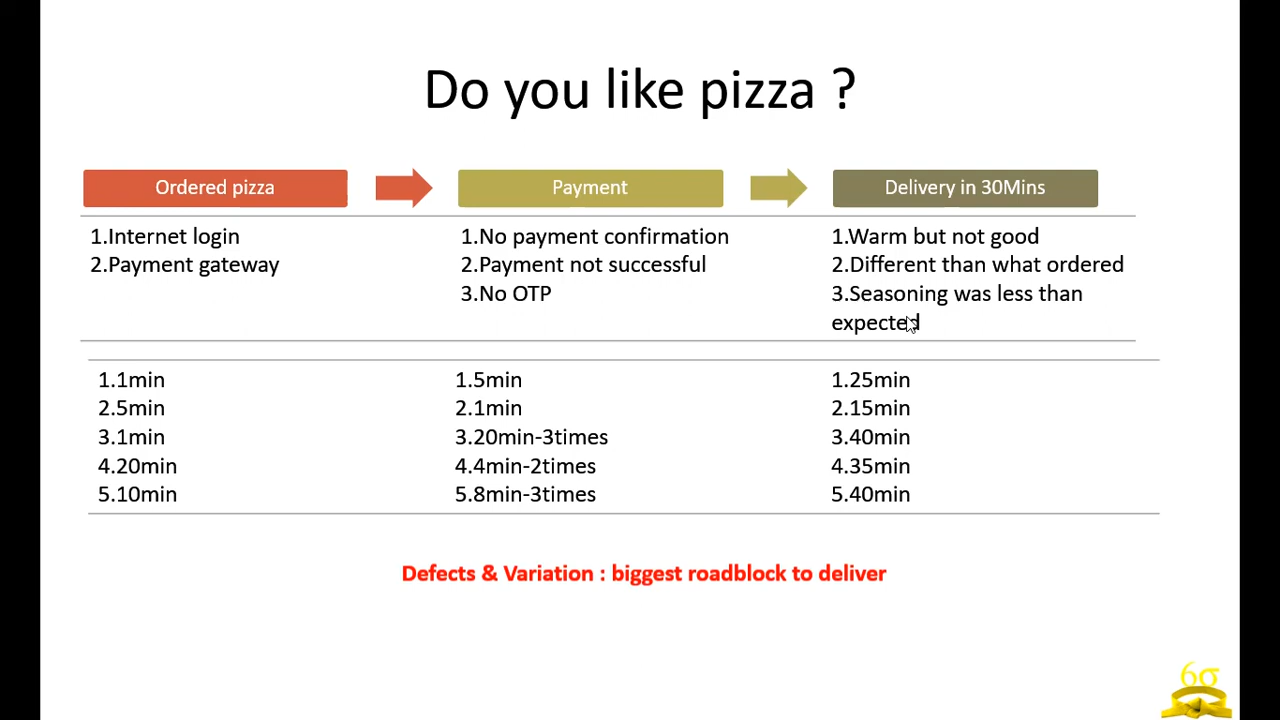 Do you like pizza ?
Ordered pizza
Payment
Delivery in 30Mins
1.Internet login
2.Payment gateway
1.No payment confirmation
2.Payment not successful
3.No OTP
1.Warm but not good
2.Different than what ordered
3.Seasoning was less than
expected
1.1min
2.5min
3.1min
4.20min
5.10min
1.5min
2.1min
3.20min-3times
4.4min-2times
5.8min-3times
1.25min
2.15min
3.40min
4.35min
5.40min
Defects & Variation : biggest roadblock to deliver
6σ